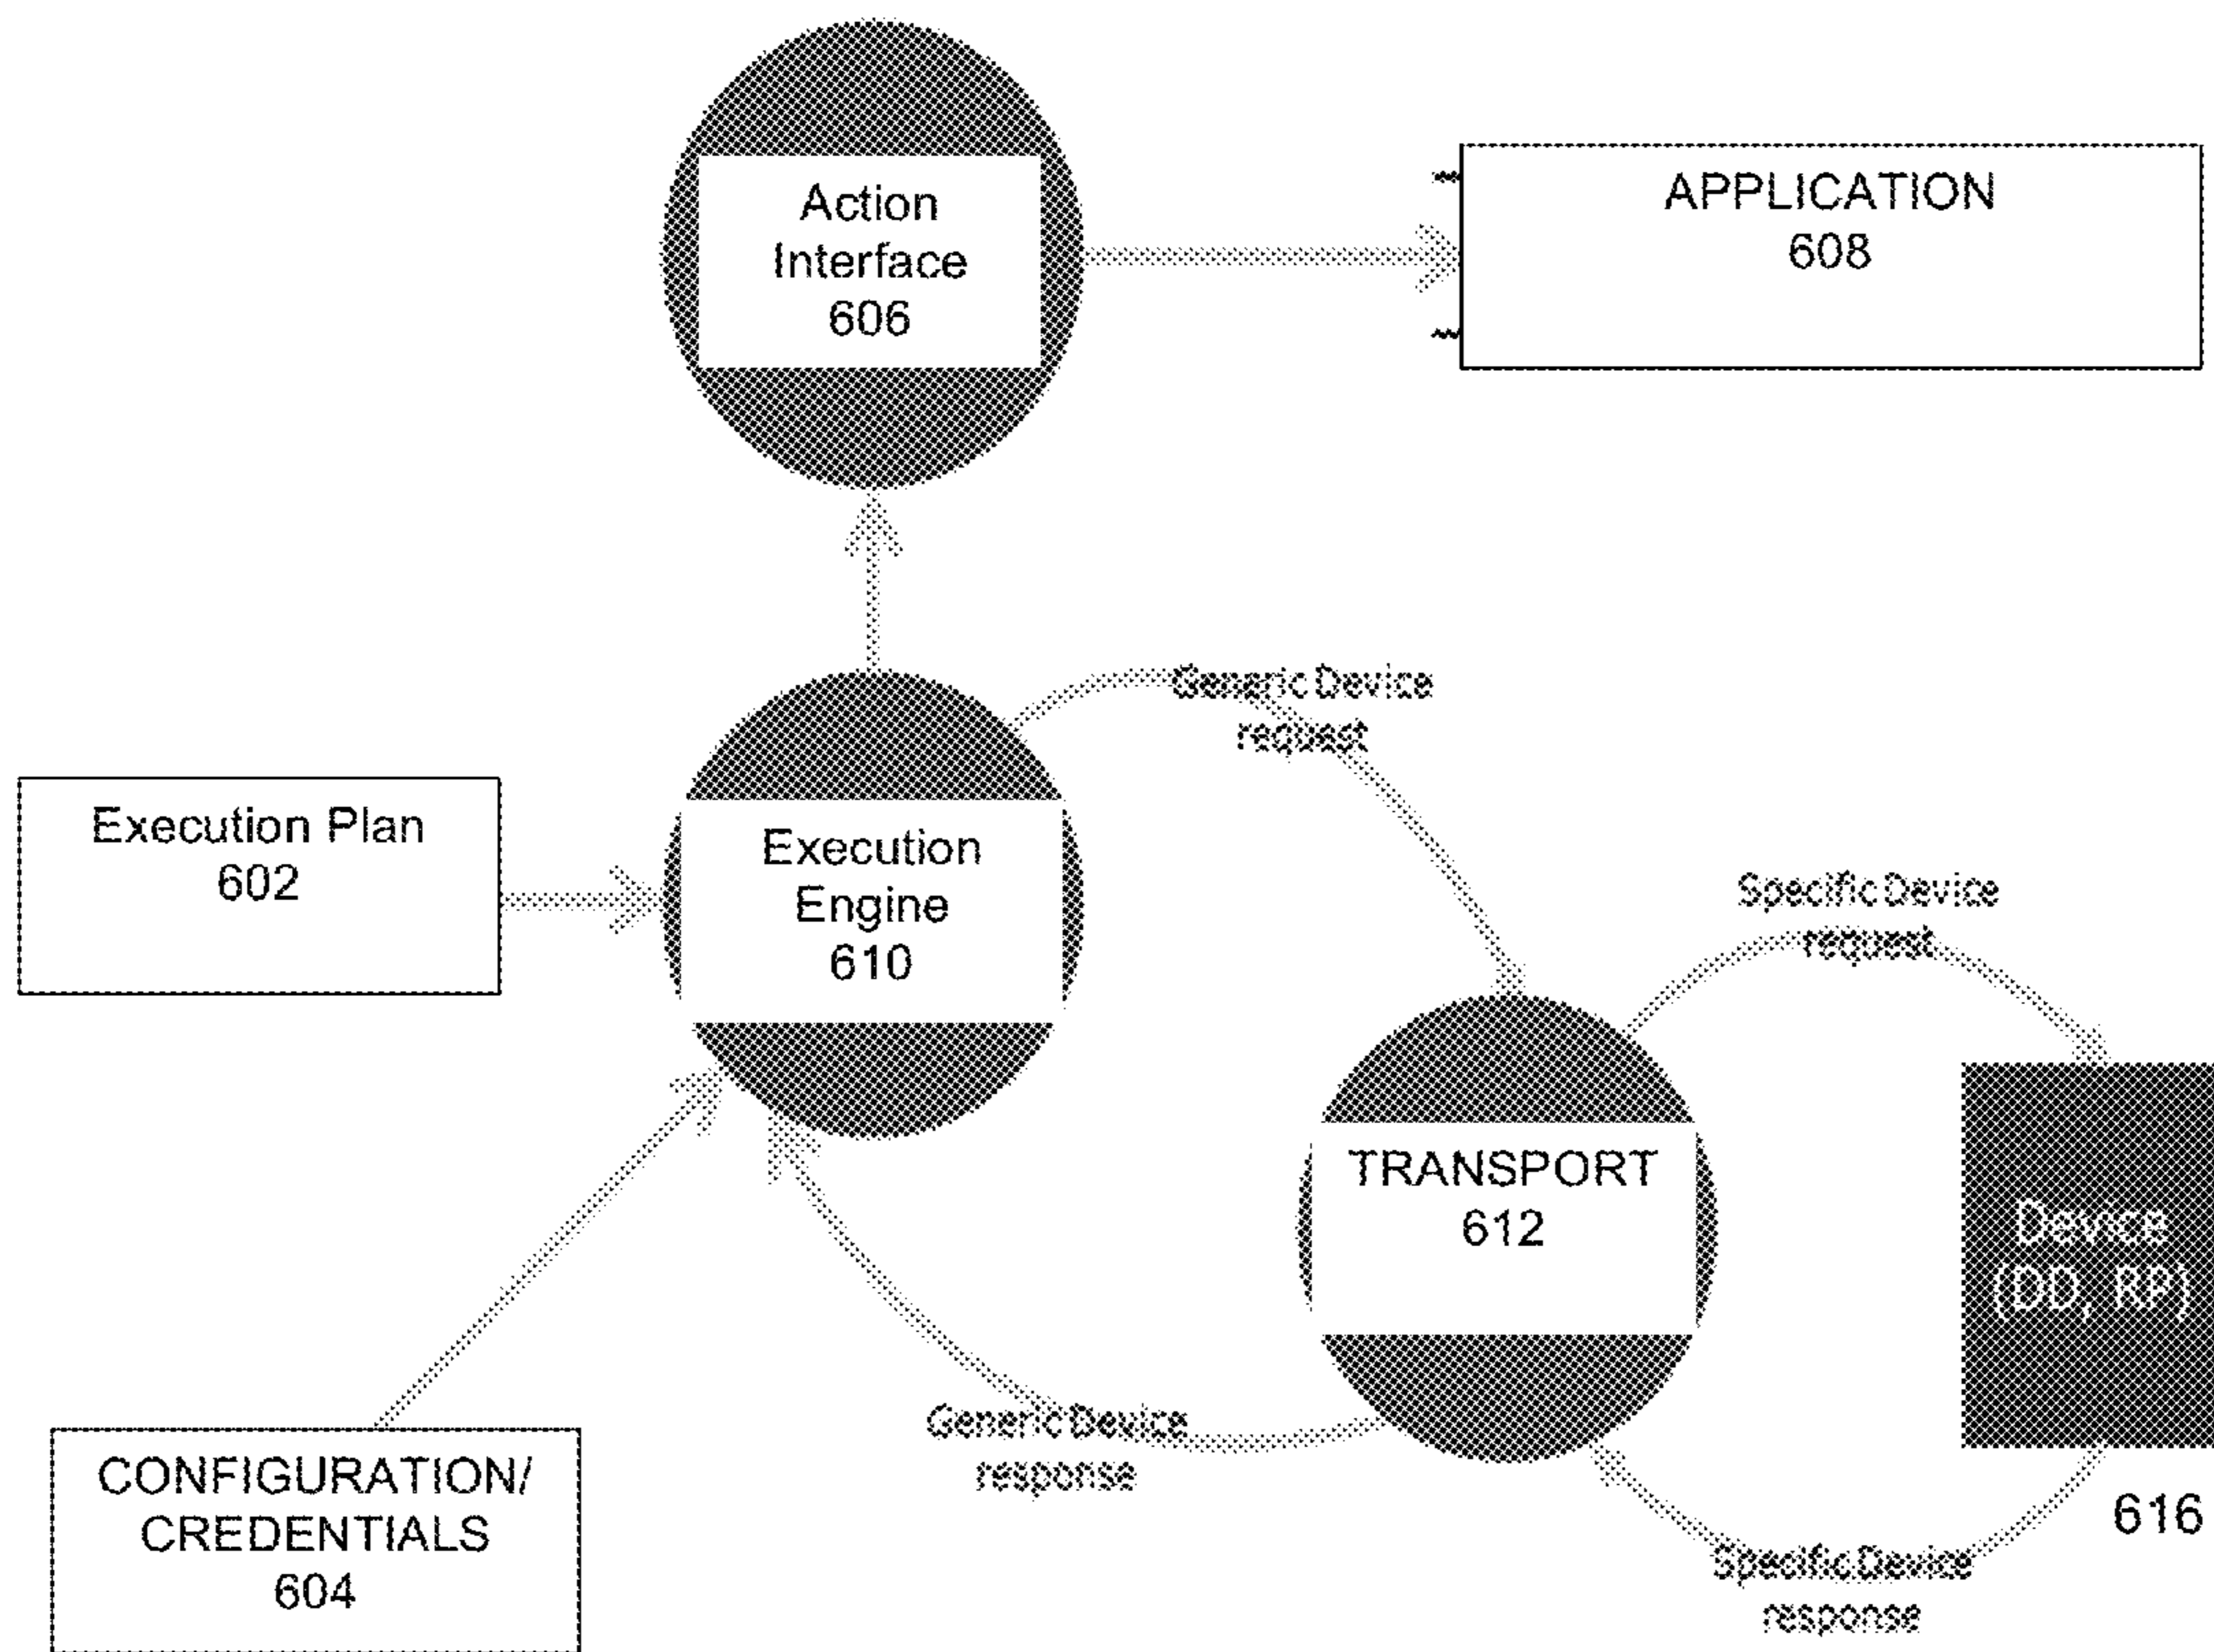 Action
Interface
606
APPLICATION
608
Generic Device
request
Execution Plan
602
Execution
Engine
610
Specific Device
request
TRANSPORT
612
Device
(DD, RP)
Generic Device
response
CONFIGURATION/
CREDENTIALS
604
616
Specific Device
response